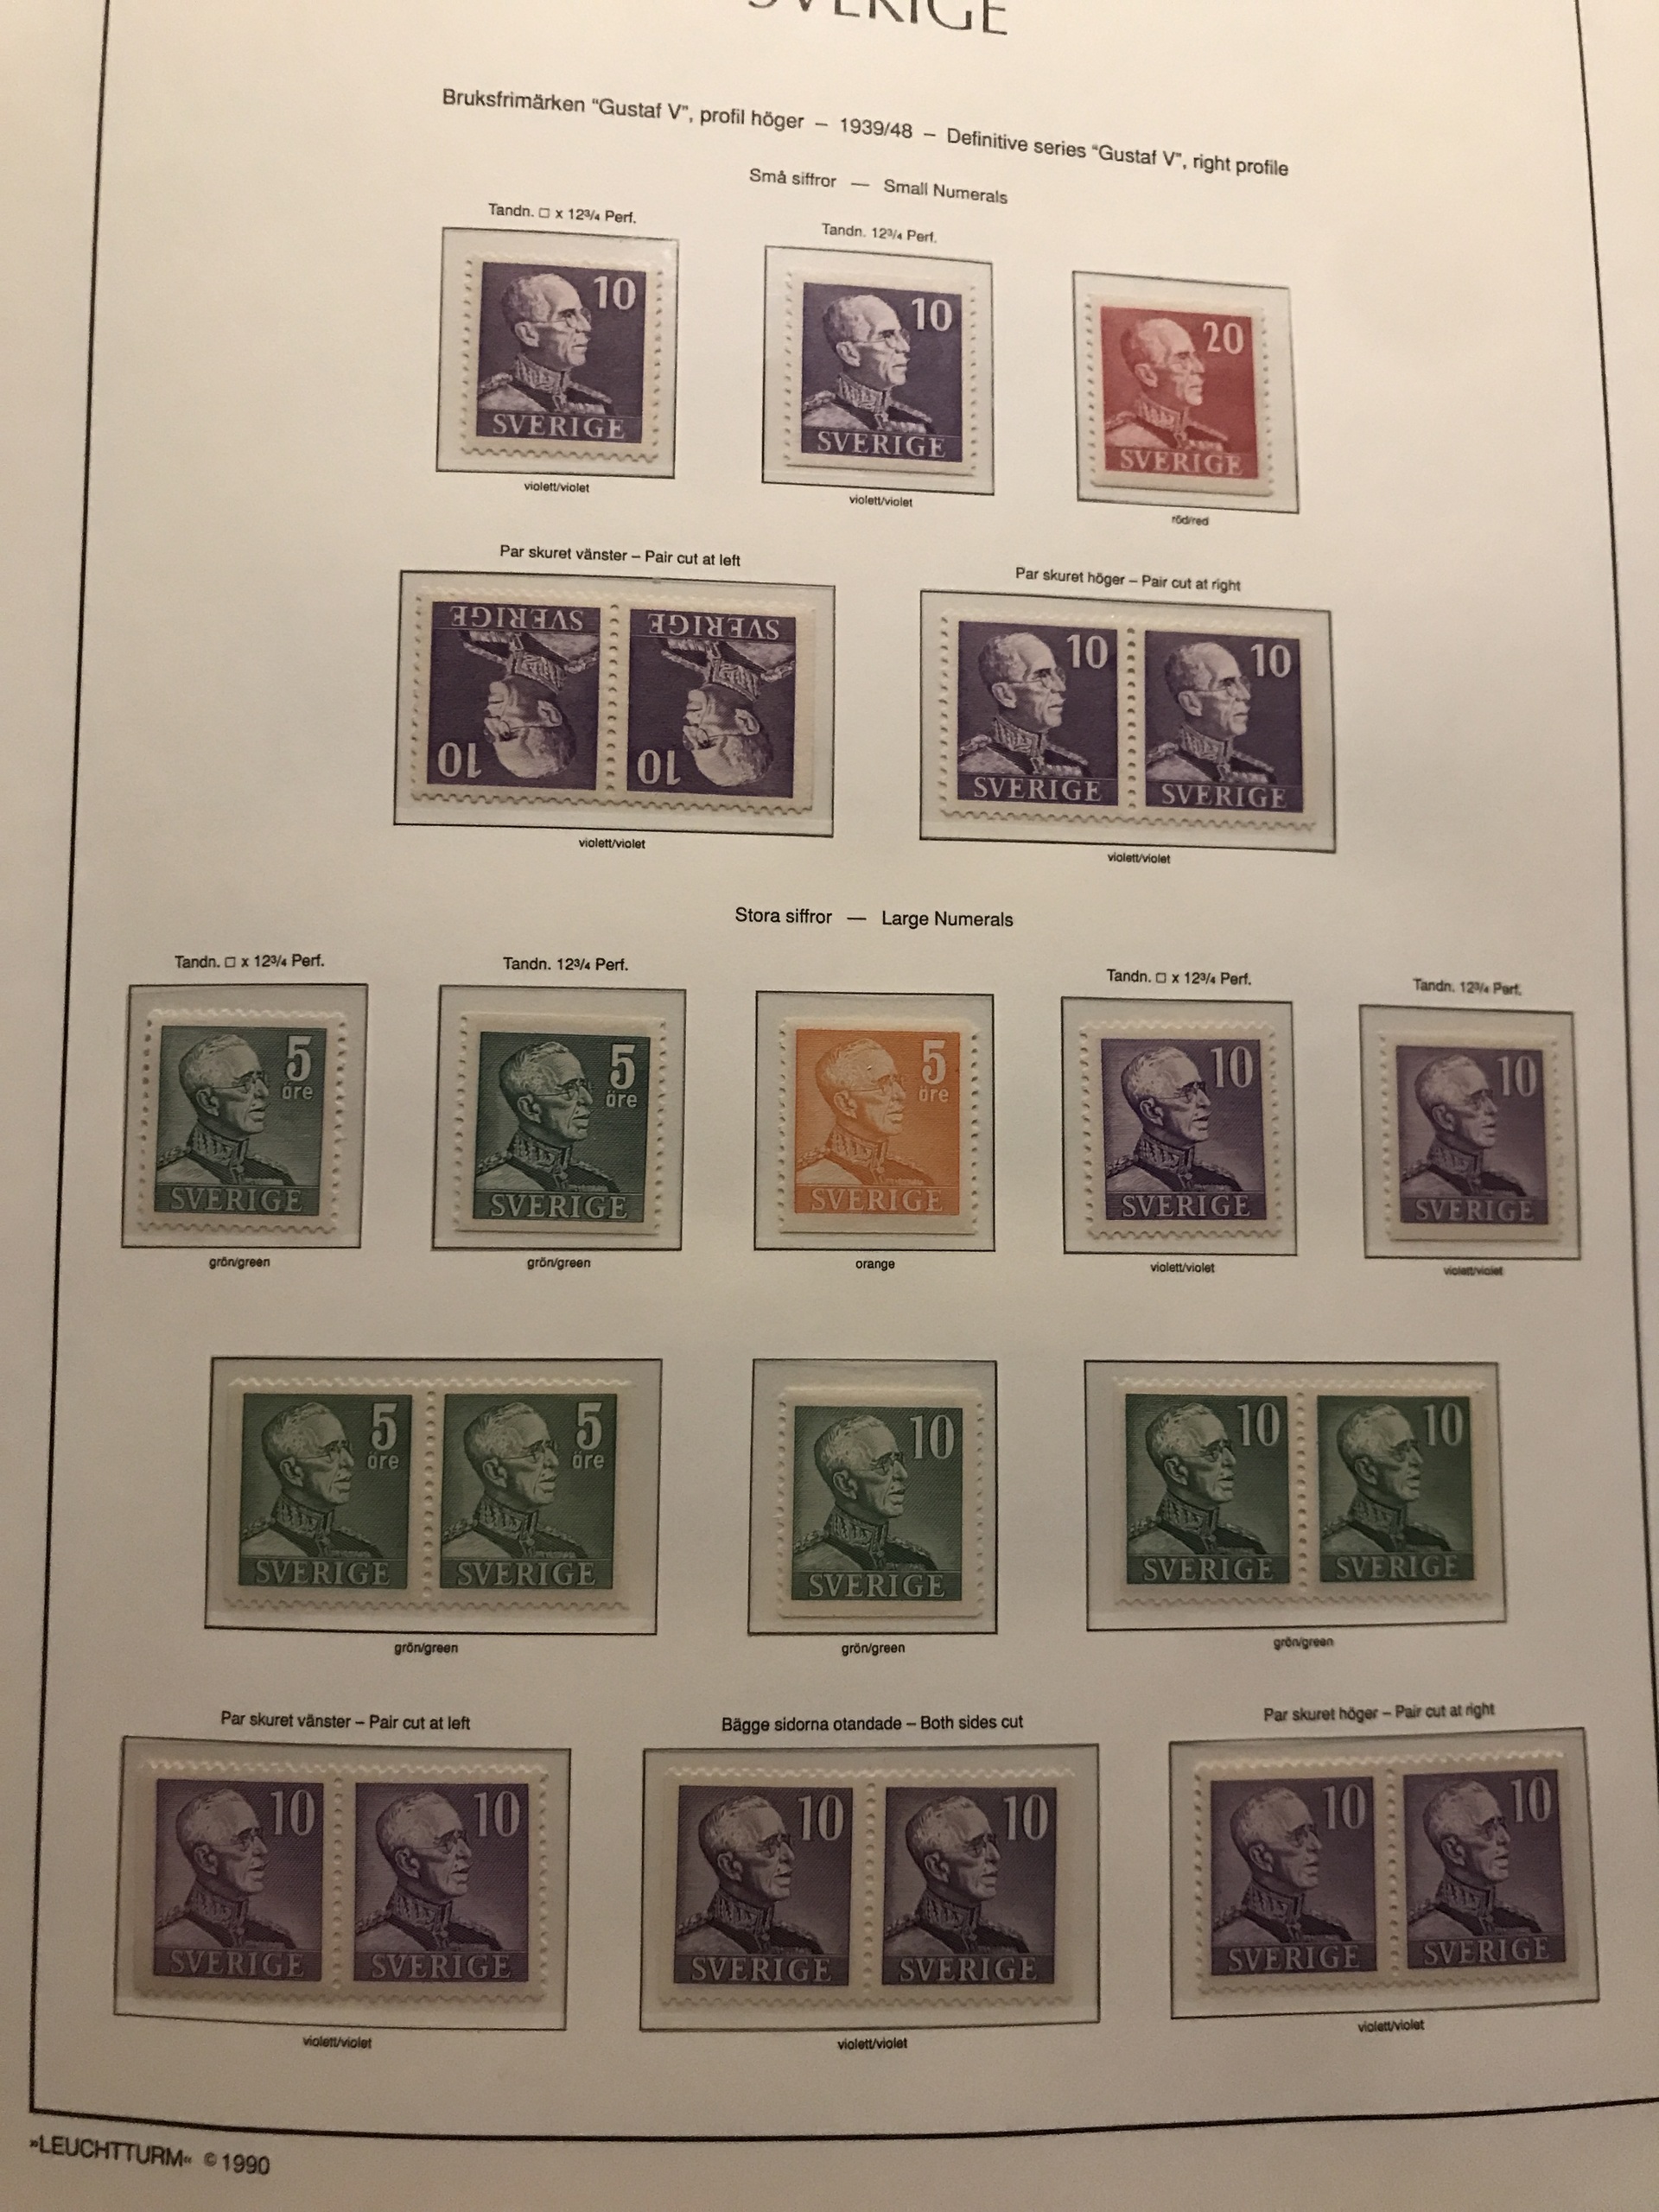 SVERIGE
Bruksfrimärken “Gustaf V”, profil höger – 1939/48 – Definitive series “Gustaf V”, right profile
Små siffror — Small Numerals
Tandn. □ x 12¾ Perf.
Tandn. 12¾ Perf.
10
SVERIGE
10
SVERIGE
20
SVERIGE
violett/violet
violett/violet
röd/red
Par skuret vänster – Pair cut at left
Par skuret höger – Pair cut at right
SVERIGE
10
SVERIGE
10
10
SVERIGE
10
SVERIGE
violett/violet
violett/violet
Stora siffror — Large Numerals
Tandn. □ x 12¾ Perf.
Tandn. 12¾ Perf.
Tandn. □ x 12¾ Perf.
Tandn. 12¾ Perf.
5
öre
SVERIGE
5
öre
SVERIGE
5
öre
SVERIGE
10
SVERIGE
10
SVERIGE
grön/green
grön/green
orange
violett/violet
violett/violet
5
öre
SVERIGE
5
öre
SVERIGE
10
SVERIGE
10
SVERIGE
10
SVERIGE
grön/green
grön/green
grön/green
Par skuret vänster – Pair cut at left
Bägge sidorna otandade – Both sides cut
Par skuret höger – Pair cut at right
10
SVERIGE
10
SVERIGE
10
SVERIGE
10
SVERIGE
10
SVERIGE
10
SVERIGE
violett/violet
violett/violet
violett/violet
»LEUCHTTURM« © 1990